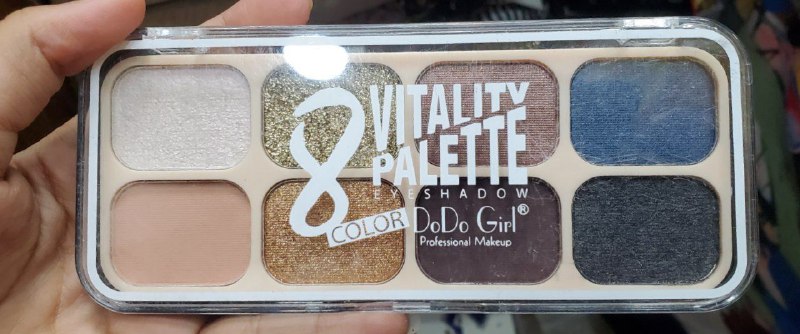 8
VITALITY
PALETTE
EYESHADOW
COLOR
DoDo Girl®
Professional Makeup